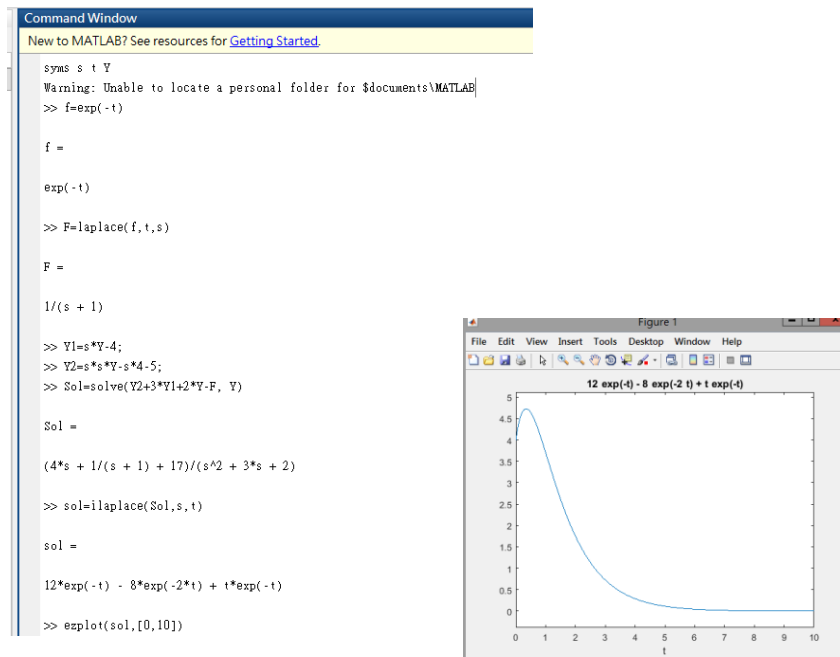 Command Window
New to MATLAB? See resources for Getting Started.
syms s t Y
Warning: Unable to locate a personal folder for $documents\MATLAB
>> f=exp(-t)
f =
exp(-t)
>> F=laplace(f,t,s)
F =
1/(s + 1)
>> Y1=s*Y-4;
>> Y2=s*s*Y-s*4-5;
>> Sol=solve(Y2+3*Y1+2*Y-F, Y)
Sol =
(4*s + 1/(s + 1) + 17)/(s^2 + 3*s + 2)
>> sol=ilaplace(Sol,s,t)
sol =
12*exp(-t) - 8*exp(-2*t) + t*exp(-t)
>> ezplot(sol,[0,10])
Figure 1
File Edit View Insert Tools Desktop Window Help
12 exp(-t) - 8 exp(-2 t) + t exp(-t)
5
4.5
4
3.5
3
2.5
2
1.5
1
0.5
0
0 1 2 3 4 5 6 7 8 9 10
t